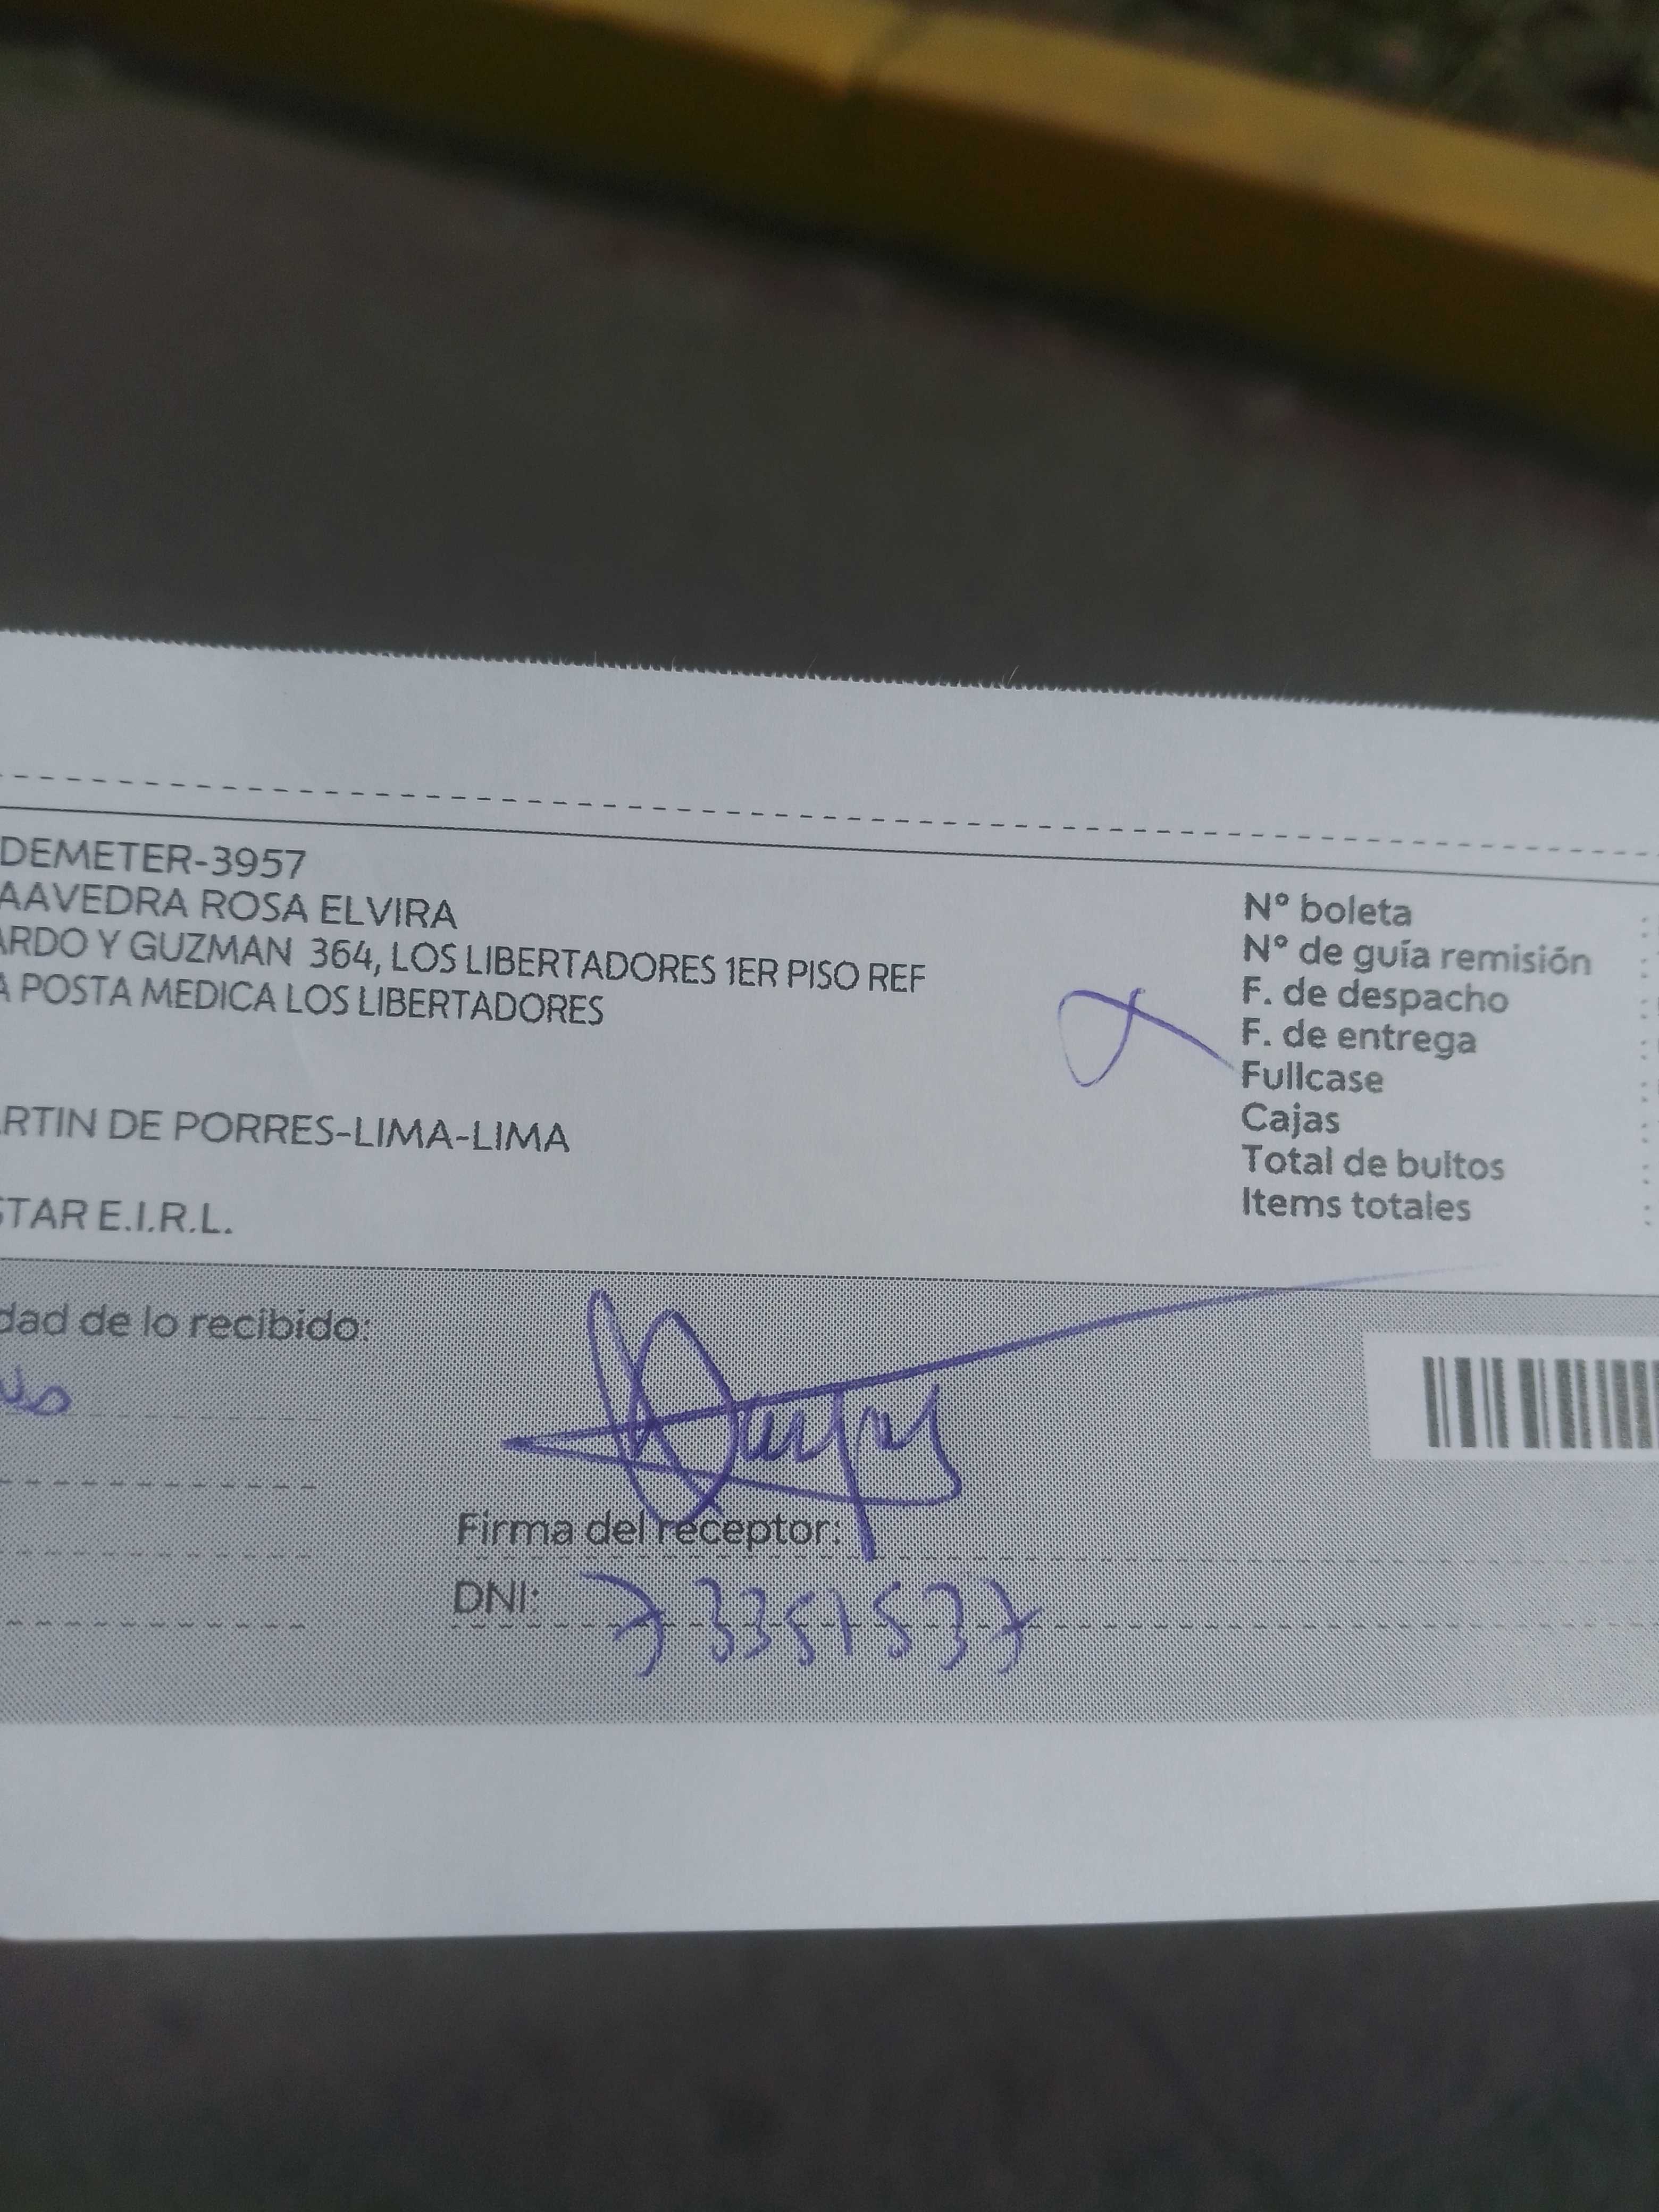 DEMETER-3957
AAVEDRA ROSA ELVIRA
ARDO Y GUZMAN 364, LOS LIBERTADORES 1ER PISO REF
A POSTA MEDICA LOS LIBERTADORES
RTIN DE PORRES-LIMA-LIMA
STAR E.I.R.L.
N° boleta :
N° de guía remisión :
F. de despacho :
F. de entrega :
Fullcase :
Cajas :
Total de bultos :
Items totales :
dad de lo recibido:
Firma del receptor:
DNI: 73351537